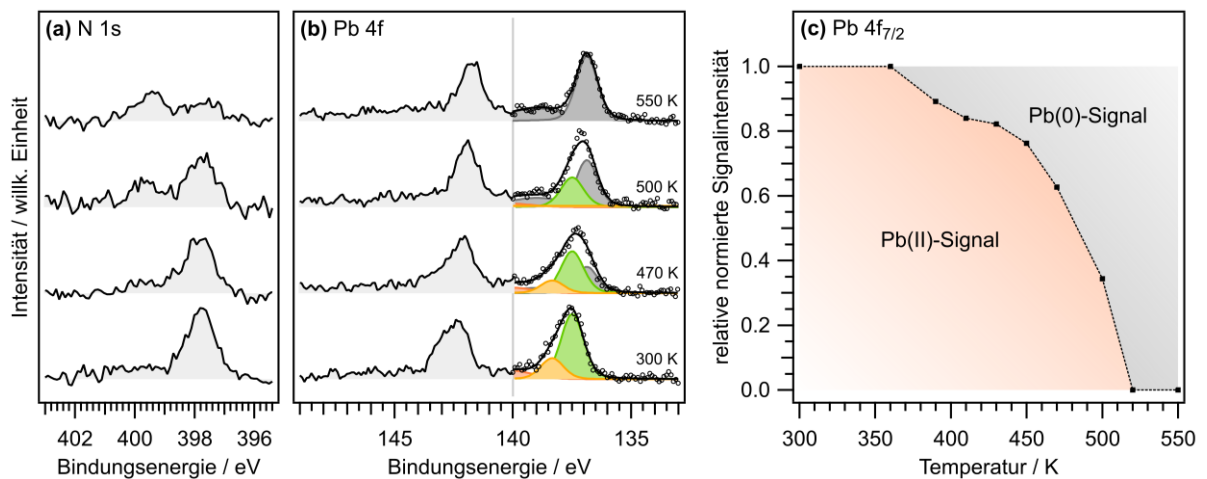 (a) N 1s
Intensität / willk. Einheit
402 400 398 396
Bindungsenergie / eV
(b) Pb 4f
550 K
500 K
470 K
300 K
145 140 135
Bindungsenergie / eV
(c) Pb 4f7/2
relative normierte Signalintensität
1.0
0.8
0.6
0.4
0.2
0.0
Pb(0)-Signal
Pb(II)-Signal
300 350 400 450 500 550
Temperatur / K